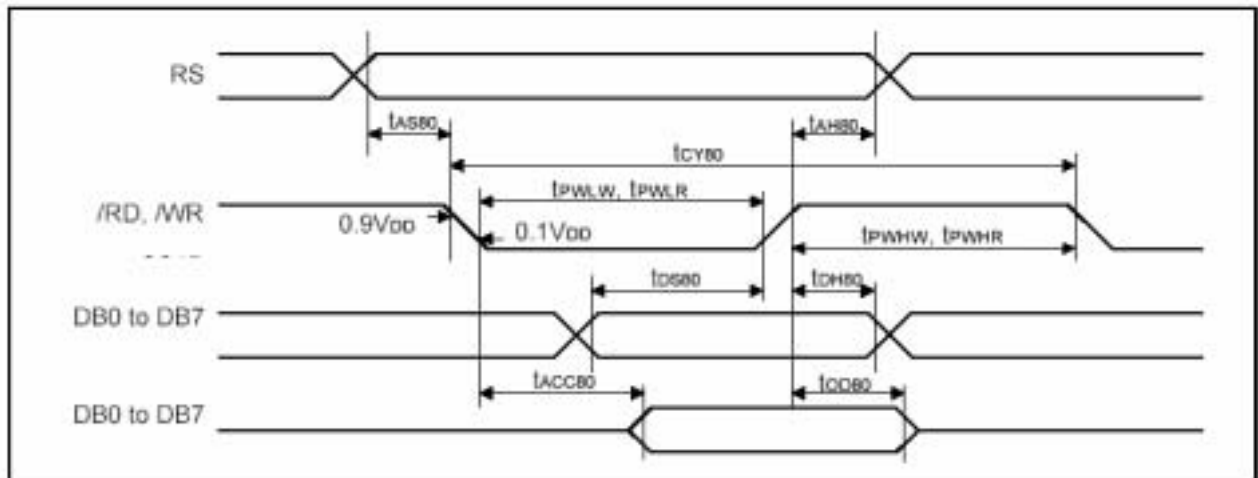 RS
tAS80
tAH80
tCY80
/RD, /WR
tPWLW, tPWLR
0.9VDD
0.1VDD
tPWHW, tPWHR
tDS80
tDH80
DB0 to DB7
tACC80
tOD80
DB0 to DB7